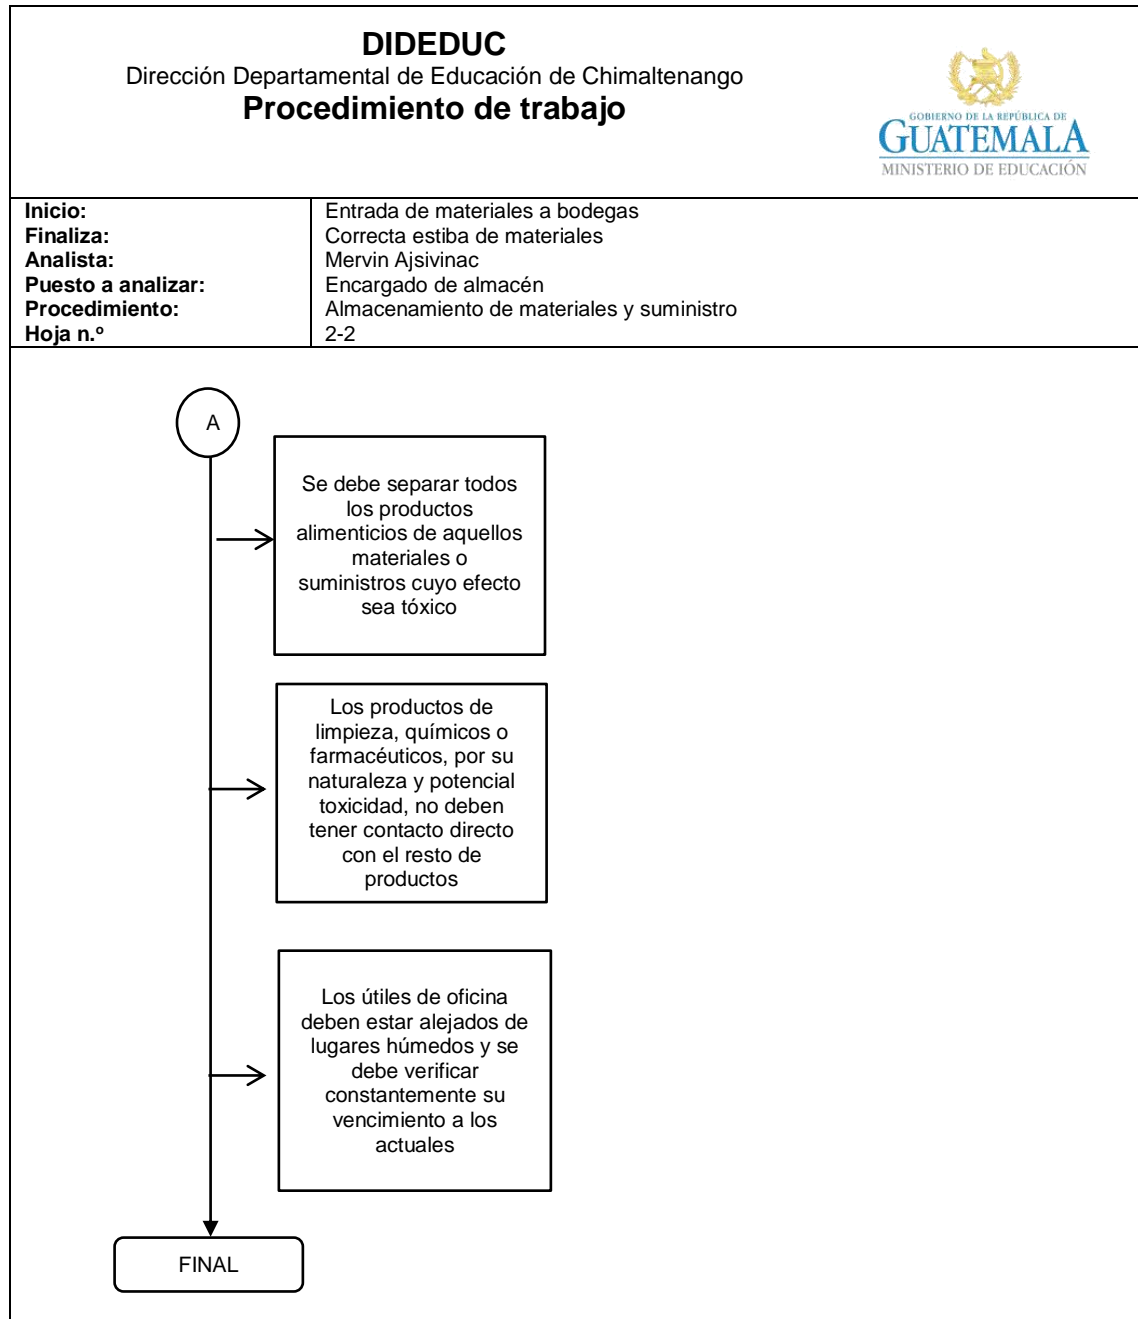 DIDEDUC
Dirección Departamental de Educación de Chimaltenango
Procedimiento de trabajo
GOBIERNO DE LA REPÚBLICA DE
GUATEMALA
MINISTERIO DE EDUCACIÓN
Inicio: Entrada de materiales a bodegas
Finaliza: Correcta estiba de materiales
Analista: Mervin Ajsivinac
Puesto a analizar: Encargado de almacén
Procedimiento: Almacenamiento de materiales y suministro
Hoja n.º 2-2
A
Se debe separar todos
los productos
alimenticios de aquellos
materiales o
suministros cuyo efecto
sea tóxico
Los productos de
limpieza, químicos o
farmacéuticos, por su
naturaleza y potencial
toxicidad, no deben
tener contacto directo
con el resto de
productos
Los útiles de oficina
deben estar alejados de
lugares húmedos y se
debe verificar
constantemente su
vencimiento a los
actuales
FINAL